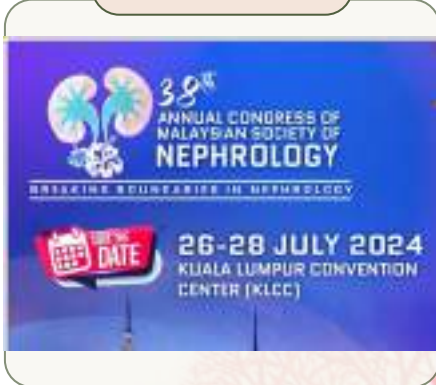 38th
ANNUAL CONGRESS OF
MALAYSIAN SOCIETY OF
NEPHROLOGY
BREAKING BOUNDARIES IN NEPHROLOGY
SAVE THE
DATE
26-28 JULY 2024
KUALA LUMPUR CONVENTION
CENTER (KLCC)